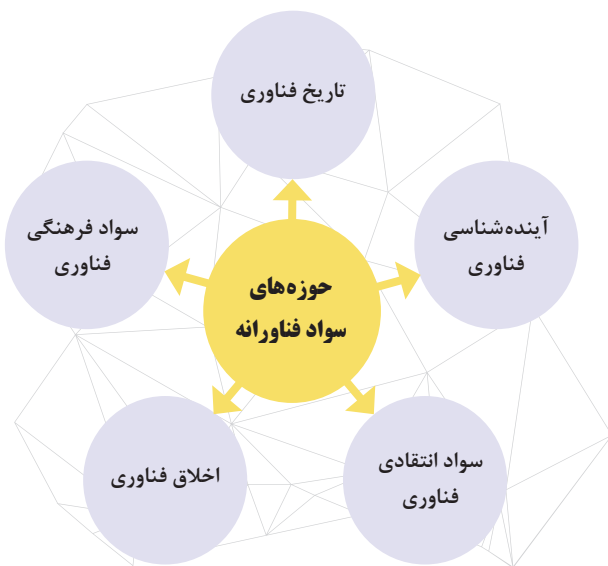 تاریخ فناوری
آینده‌شناسی
فناوری
سواد فرهنگی
فناوری
حوزه‌های
سواد فناورانه
سواد انتقادی
فناوری
اخلاق فناوری